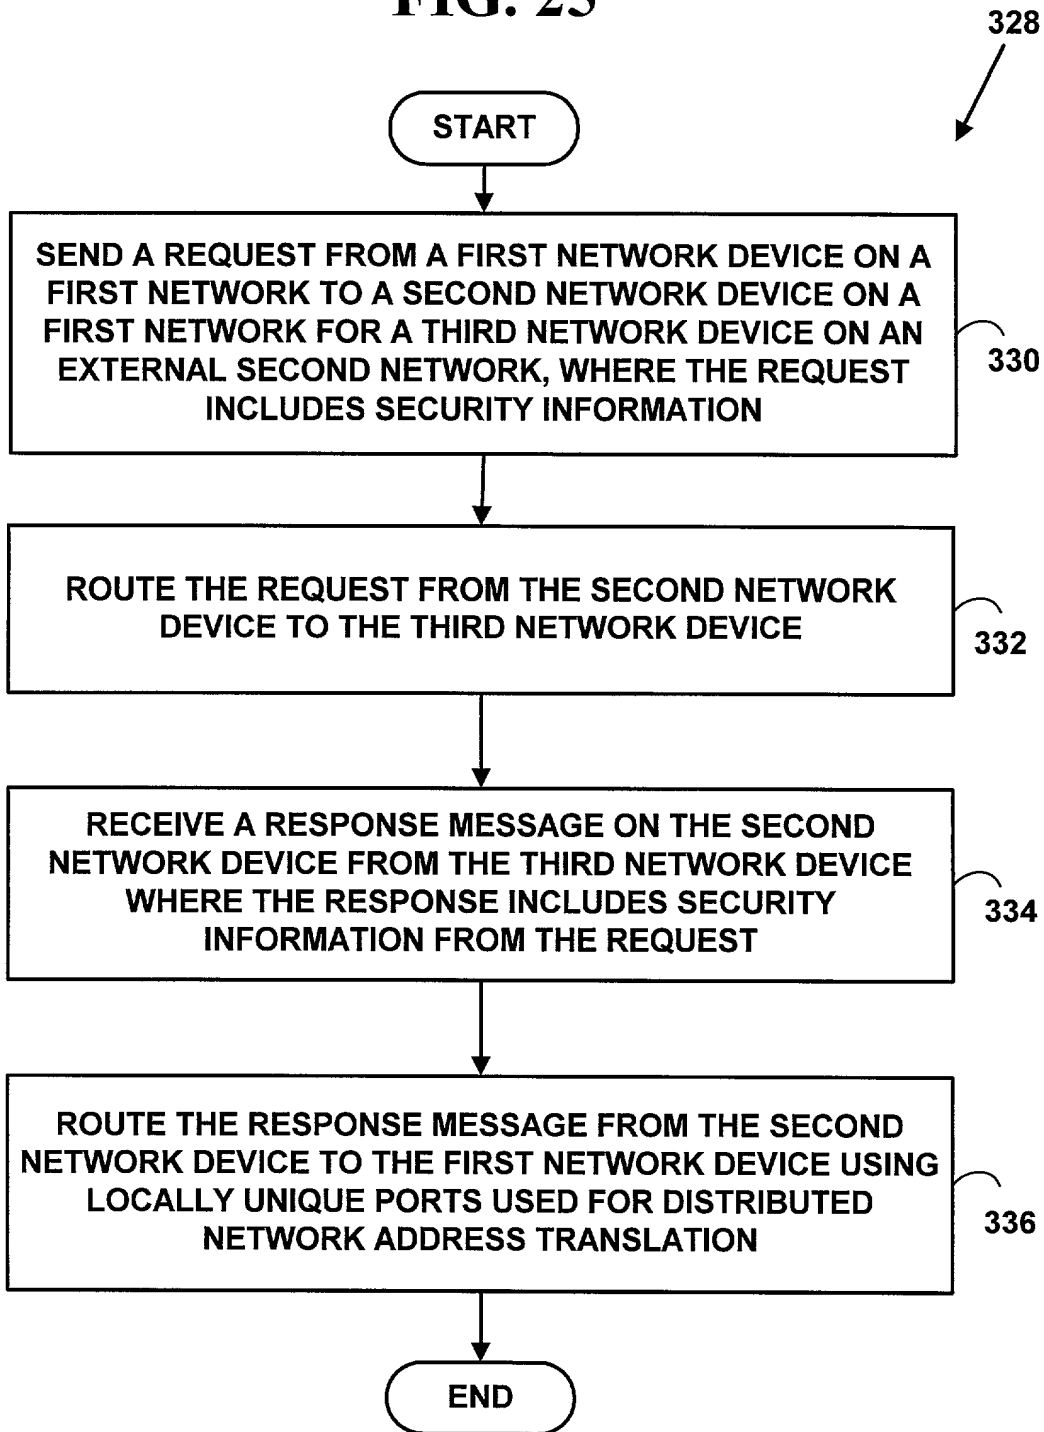 FIG. 25
328
START
SEND A REQUEST FROM A FIRST NETWORK DEVICE ON A
FIRST NETWORK TO A SECOND NETWORK DEVICE ON A
FIRST NETWORK FOR A THIRD NETWORK DEVICE ON AN
EXTERNAL SECOND NETWORK, WHERE THE REQUEST
INCLUDES SECURITY INFORMATION
330
ROUTE THE REQUEST FROM THE SECOND NETWORK
DEVICE TO THE THIRD NETWORK DEVICE
332
RECEIVE A RESPONSE MESSAGE ON THE SECOND
NETWORK DEVICE FROM THE THIRD NETWORK DEVICE
WHERE THE RESPONSE INCLUDES SECURITY
INFORMATION FROM THE REQUEST
334
ROUTE THE RESPONSE MESSAGE FROM THE SECOND
NETWORK DEVICE TO THE FIRST NETWORK DEVICE USING
LOCALLY UNIQUE PORTS USED FOR DISTRIBUTED
NETWORK ADDRESS TRANSLATION
336
END